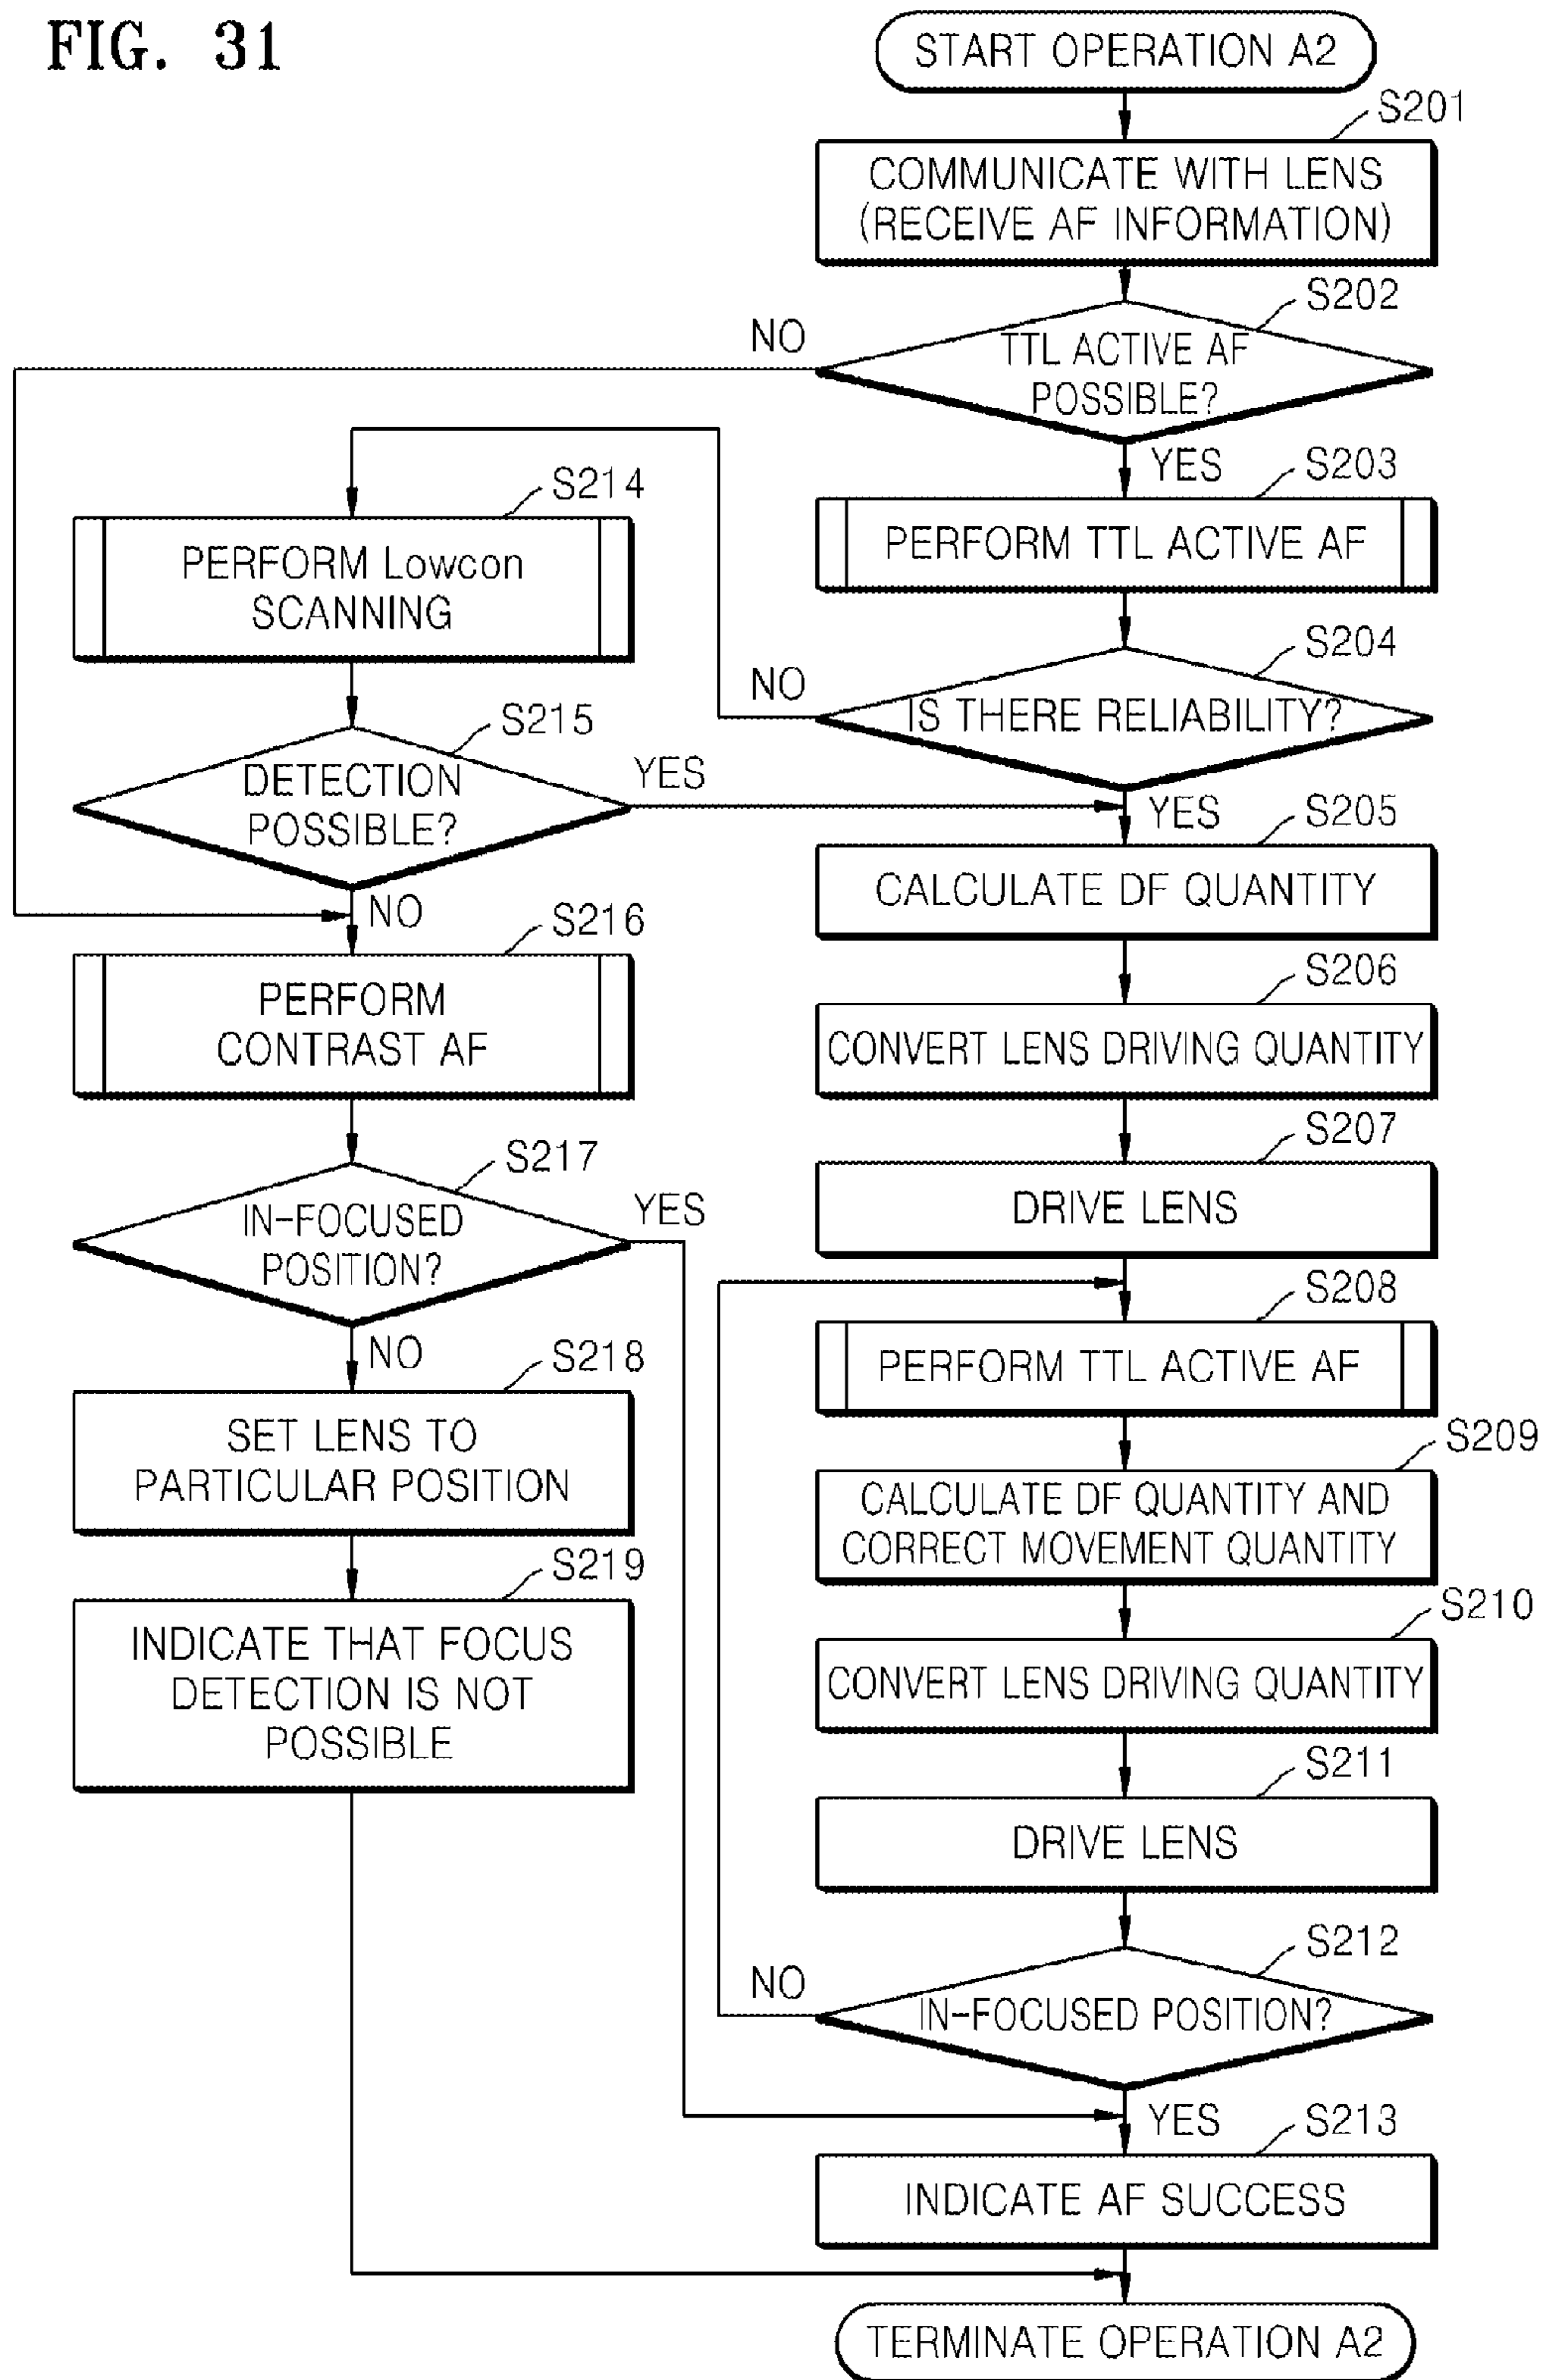 FIG. 31
START OPERATION A2
S201
COMMUNICATE WITH LENS
(RECEIVE AF INFORMATION)
S202
NO
TTL ACTIVE AF
POSSIBLE?
YES
S203
PERFORM TTL ACTIVE AF
S204
NO
IS THERE RELIABILITY?
YES
S214
PERFORM Lowcon
SCANNING
S215
DETECTION
POSSIBLE?
YES
NO
S205
CALCULATE DF QUANTITY
S206
CONVERT LENS DRIVING QUANTITY
S207
DRIVE LENS
S208
PERFORM TTL ACTIVE AF
S209
CALCULATE DF QUANTITY AND
CORRECT MOVEMENT QUANTITY
S210
CONVERT LENS DRIVING QUANTITY
S211
DRIVE LENS
S212
NO
IN-FOCUSED POSITION?
YES
S213
INDICATE AF SUCCESS
S216
PERFORM
CONTRAST AF
S217
IN-FOCUSED
POSITION?
YES
NO
S218
SET LENS TO
PARTICULAR POSITION
S219
INDICATE THAT FOCUS
DETECTION IS NOT
POSSIBLE
TERMINATE OPERATION A2